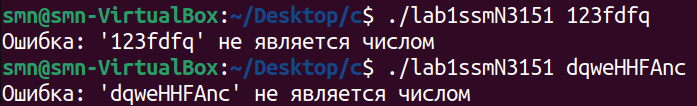 smn@smn-VirtualBox:~/Desktop/c$ ./lab1ssmN3151 123fdfq
Ошибка: '123fdfq' не является числом
smn@smn-VirtualBox:~/Desktop/c$ ./lab1ssmN3151 dqweHHFAnc
Ошибка: 'dqweHHFAnc' не является числом